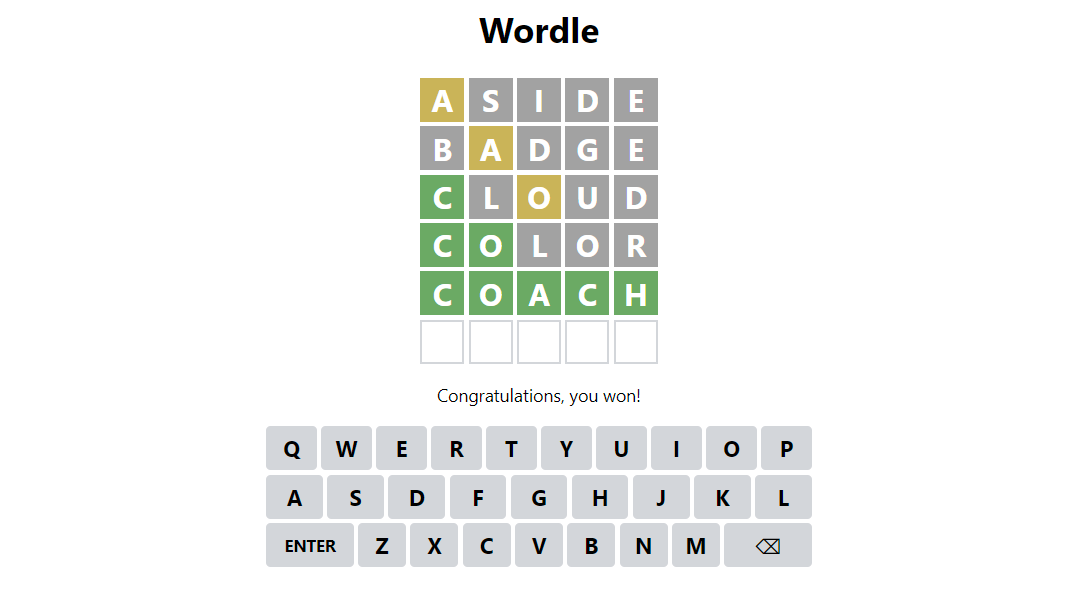 Wordle
A S I D E
B A D G E
C L O U D
C O L O R
C O A C H
Congratulations, you won!
Q W E R T Y U I O P
A S D F G H J K L
ENTER Z X C V B N M ⌫